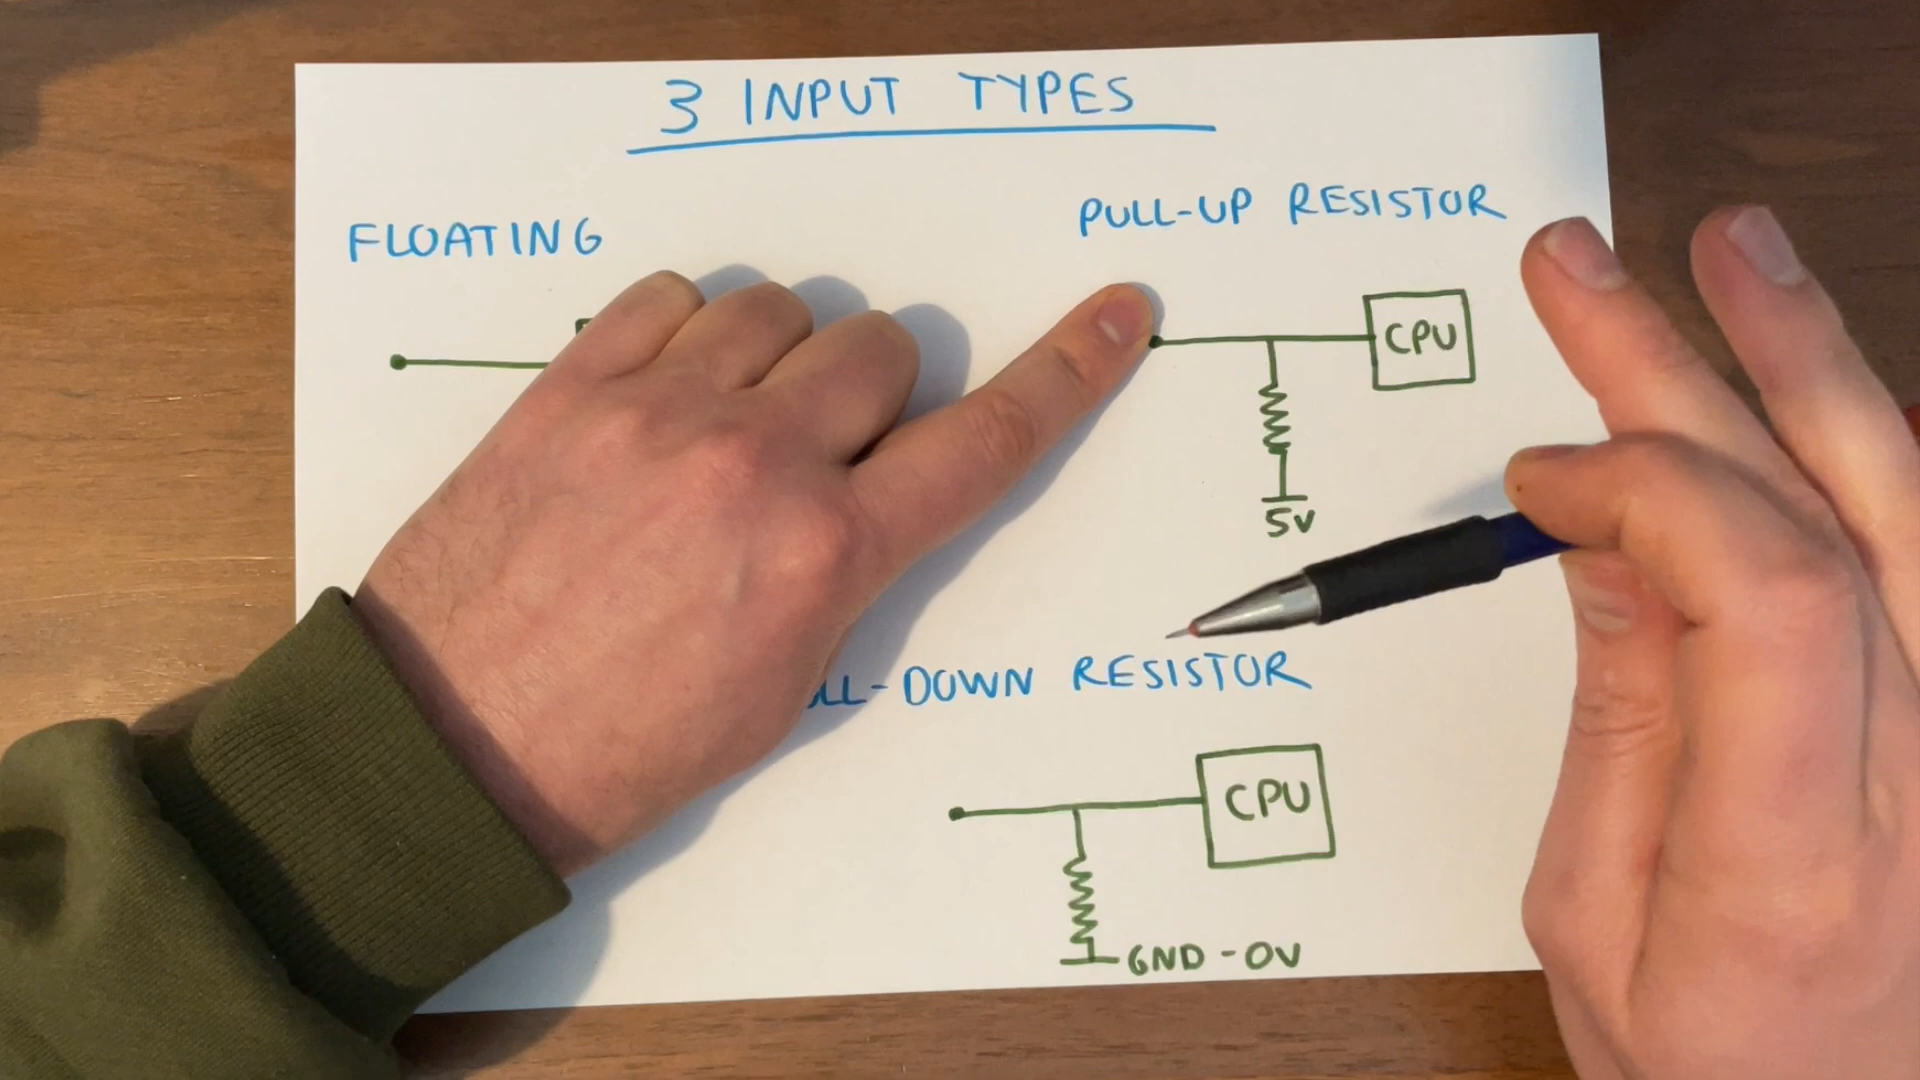 3 INPUT TYPES
FLOATING
PULL-UP RESISTOR
CPU
5V
DOWN RESISTOR
CPU
GND - 0V